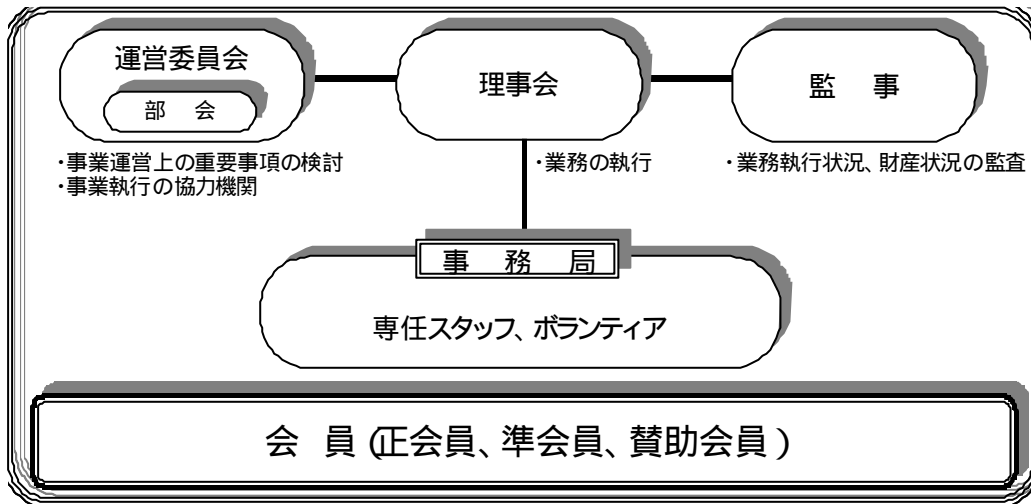 運営委員会
部 会
・事業運営上の重要事項の検討
・事業執行の協力機関
理事会
・業務の執行
監 事
・業務執行状況、財産状況の監査
事 務 局
専任スタッフ、ボランティア
会 員 (正会員、準会員、賛助会員)